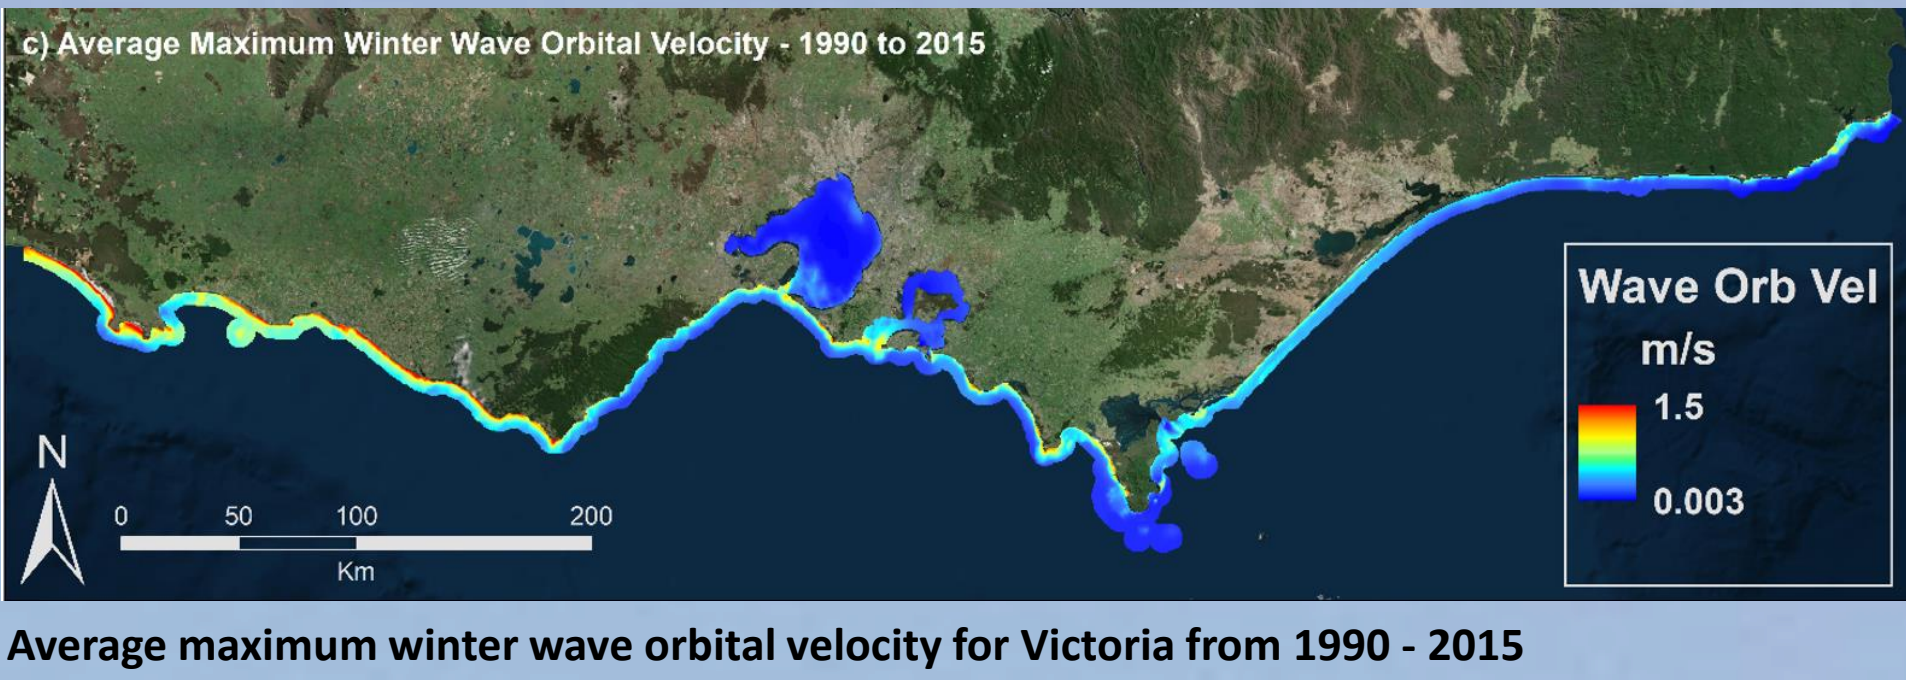 c) Average Maximum Winter Wave Orbital Velocity - 1990 to 2015
Wave Orb Vel
m/s
1.5
0.003
N
0 50 100 200
Km
Average maximum winter wave orbital velocity for Victoria from 1990 - 2015